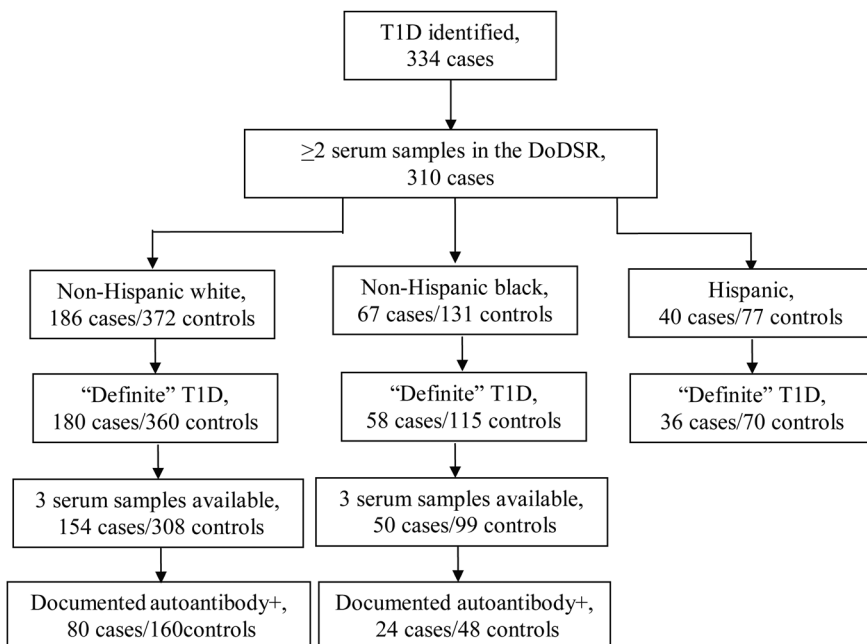 T1D identified,
334 cases
≥2 serum samples in the DoDSR,
310 cases
Non-Hispanic white,
186 cases/372 controls
Non-Hispanic black,
67 cases/131 controls
Hispanic,
40 cases/77 controls
“Definite” T1D,
180 cases/360 controls
“Definite” T1D,
58 cases/115 controls
“Definite” T1D,
36 cases/70 controls
3 serum samples available,
154 cases/308 controls
3 serum samples available,
50 cases/99 controls
Documented autoantibody+,
80 cases/160controls
Documented autoantibody+,
24 cases/48 controls